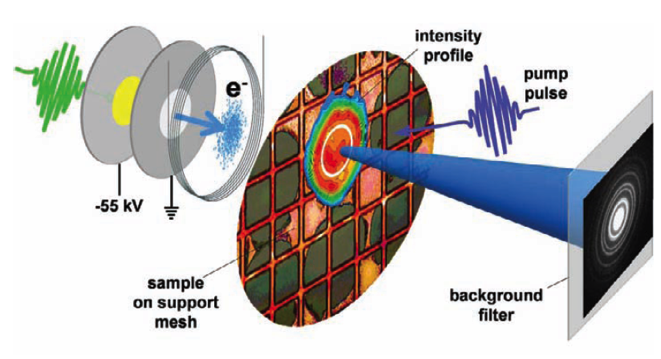 intensity
profile
pump
pulse
e-
-55 kV
sample
on support
mesh
background
filter